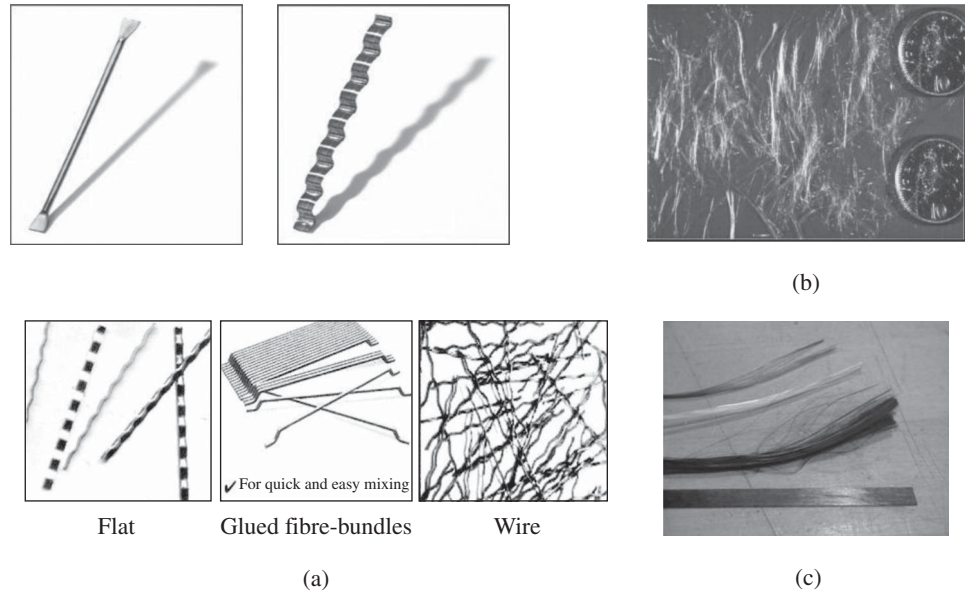 (b)
✓ For quick and easy mixing
Flat
Glued fibre-bundles
Wire
(a)
(c)